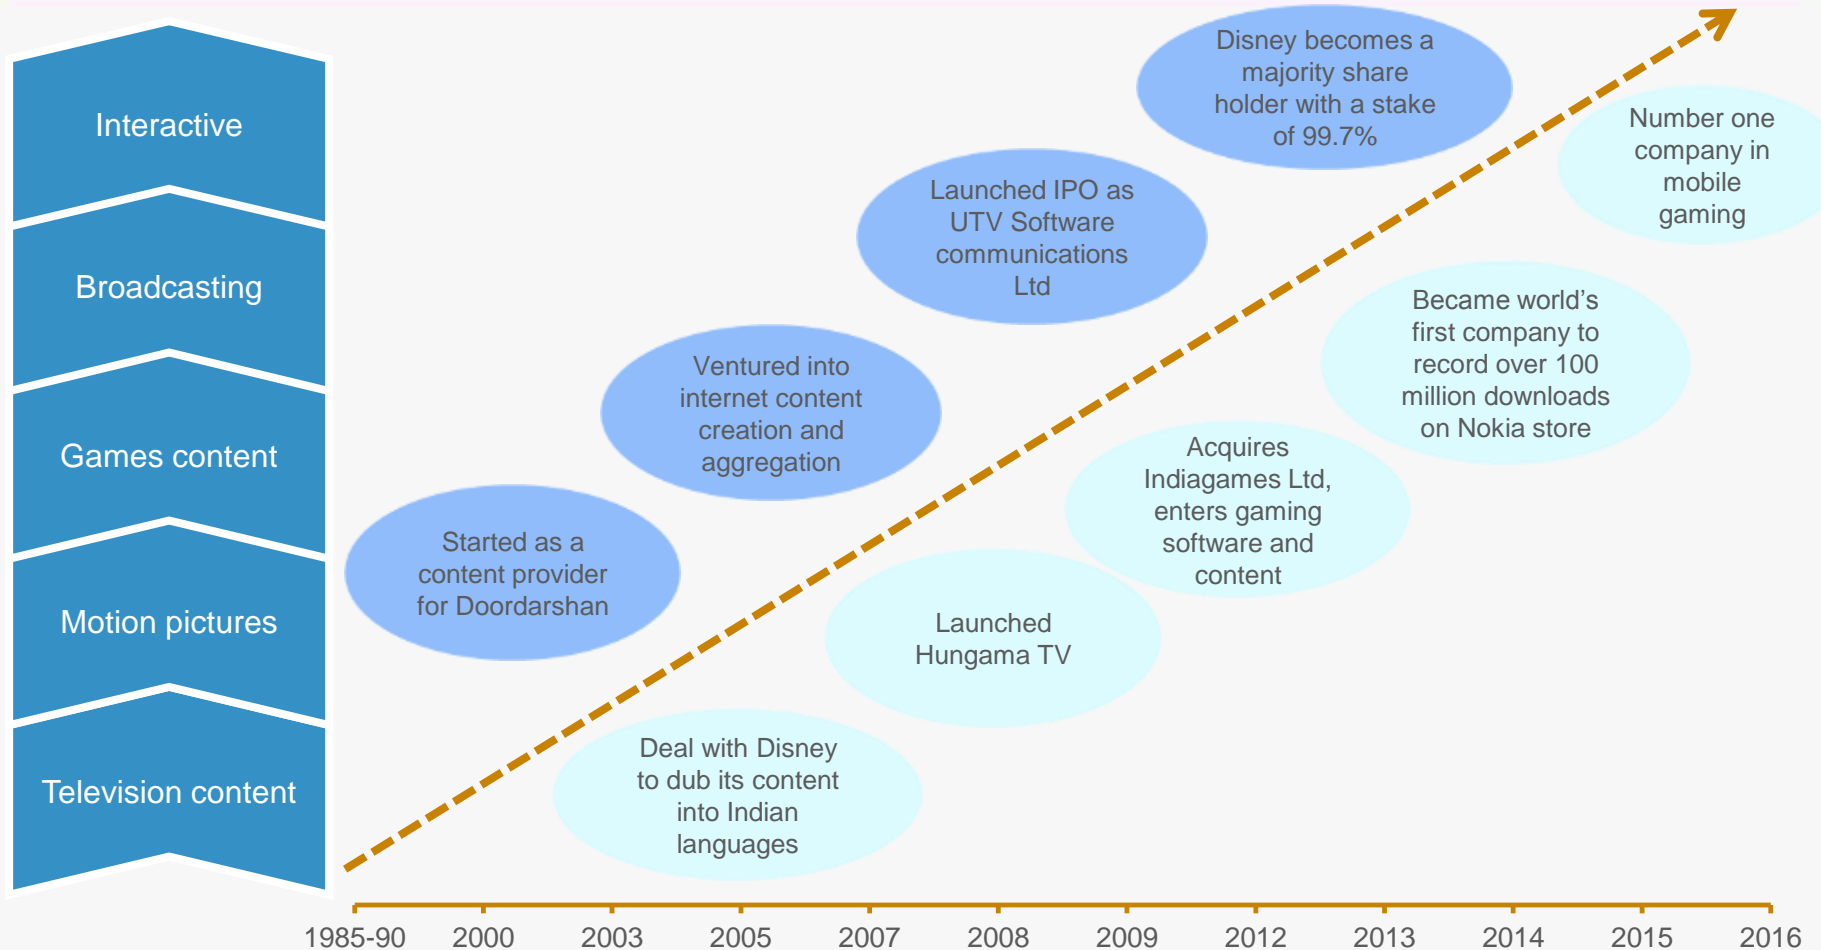 Interactive
Broadcasting
Games content
Motion pictures
Television content
Started as a
content provider
for Doordarshan
Ventured into
internet content
creation and
aggregation
Launched IPO as
UTV Software
communications
Ltd
Disney becomes a
majority share
holder with a stake
of 99.7%
Deal with Disney
to dub its content
into Indian
languages
Launched
Hungama TV
Acquires
Indiagames Ltd,
enters gaming
software and
content
Became world’s
first company to
record over 100
million downloads
on Nokia store
Number one
company in
mobile
gaming
1985-90 2000 2003 2005 2007 2008 2009 2012 2013 2014 2015 2016